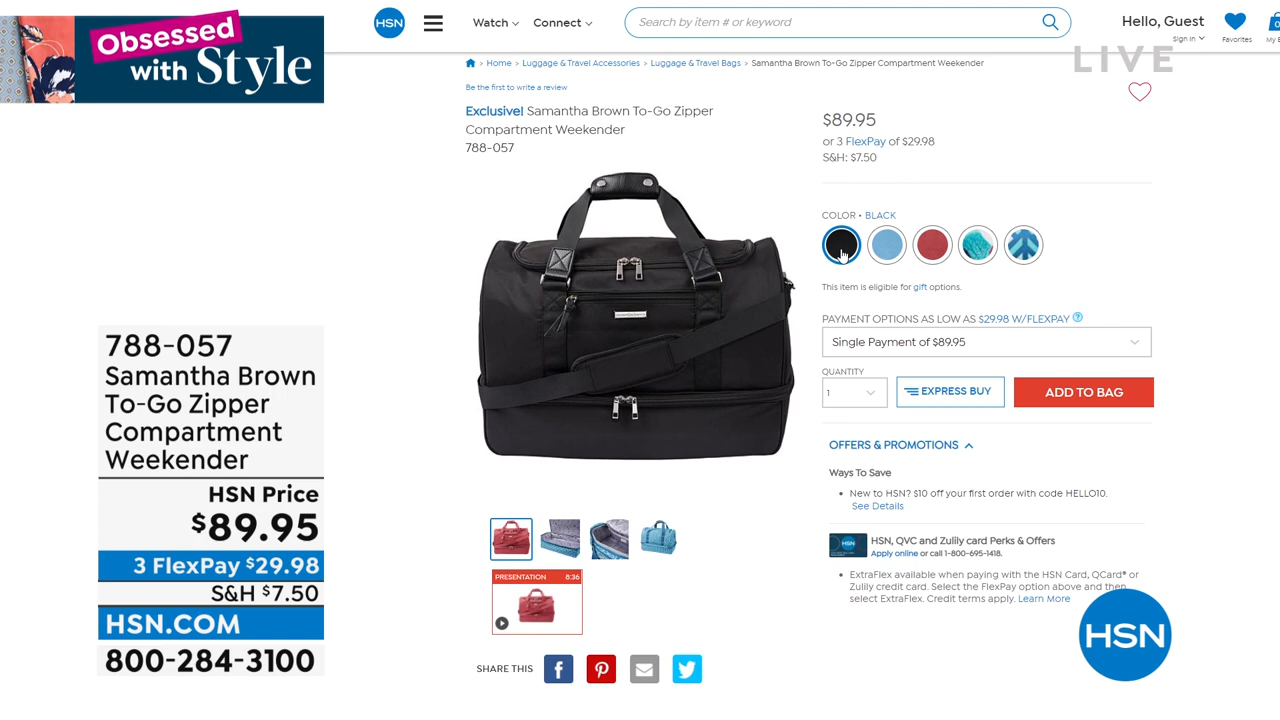 Obsessed
with Style
788-057
Samantha Brown
To-Go Zipper
Compartment
Weekender
HSN Price
$89.95
3 FlexPay $29.98
S&H $7.50
HSN.COM
800-284-3100
HSN
Watch
Connect
Search by item # or keyword
Hello, Guest
Sign In
Favorites
0
LIVE
> Home > Luggage & Travel Accessories > Luggage & Travel Bags > Samantha Brown To-Go Zipper Compartment Weekender
Be the first to write a review
Exclusive! Samantha Brown To-Go Zipper
Compartment Weekender
788-057
$89.95
or 3 FlexPay of $29.98
S&H: $7.50
COLOR • BLACK
This item is eligible for gift options.
PAYMENT OPTIONS AS LOW AS $29.98 W/FLEXPAY ?
Single Payment of $89.95
QUANTITY
1
EXPRESS BUY
ADD TO BAG
OFFERS & PROMOTIONS
Ways To Save
• New to HSN? $10 off your first order with code HELLO10.
See Details
HSN, QVC and Zulily card Perks & Offers
Apply online or call 1-800-695-1418.
• ExtraFlex available when paying with the HSN Card, QCard® or
Zulily credit card. Select the FlexPay option above and then
select ExtraFlex. Credit terms apply. Learn More
PRESENTATION 8:36
SHARE THIS
HSN